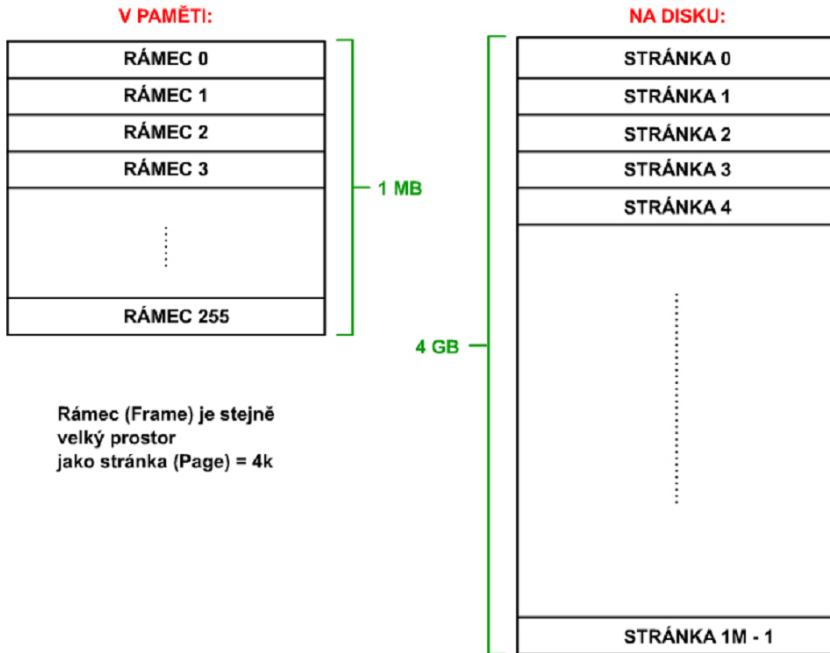 V PAMĚTI:
RÁMEC 0
RÁMEC 1
RÁMEC 2
RÁMEC 3
RÁMEC 255
1 MB
Rámec (Frame) je stejně
velký prostor
jako stránka (Page) = 4k
NA DISKU:
STRÁNKA 0
STRÁNKA 1
STRÁNKA 2
STRÁNKA 3
STRÁNKA 4
4 GB
STRÁNKA 1M - 1